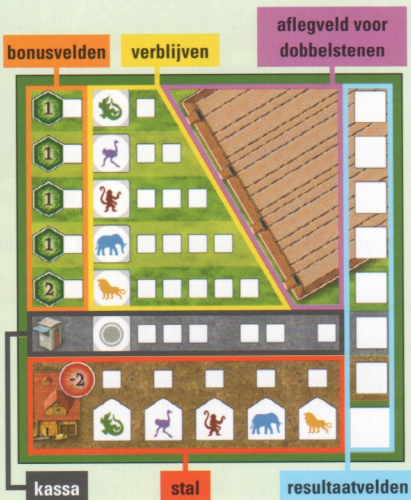 aflegveld voor
dobbelstenen
bonusvelden
verblijven
1
1
1
1
2
-2
kassa
stal
resultaatvelden